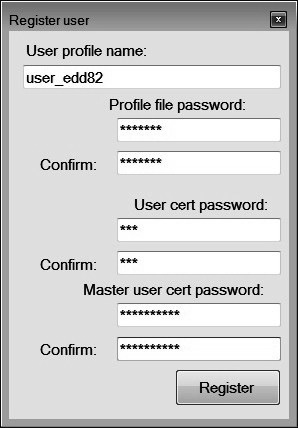 Register user
x
User profile name:
user_edd82
Profile file password:
*******
Confirm: *******
User cert password:
***
Confirm: ***
Master user cert password:
**********
Confirm: **********
Register